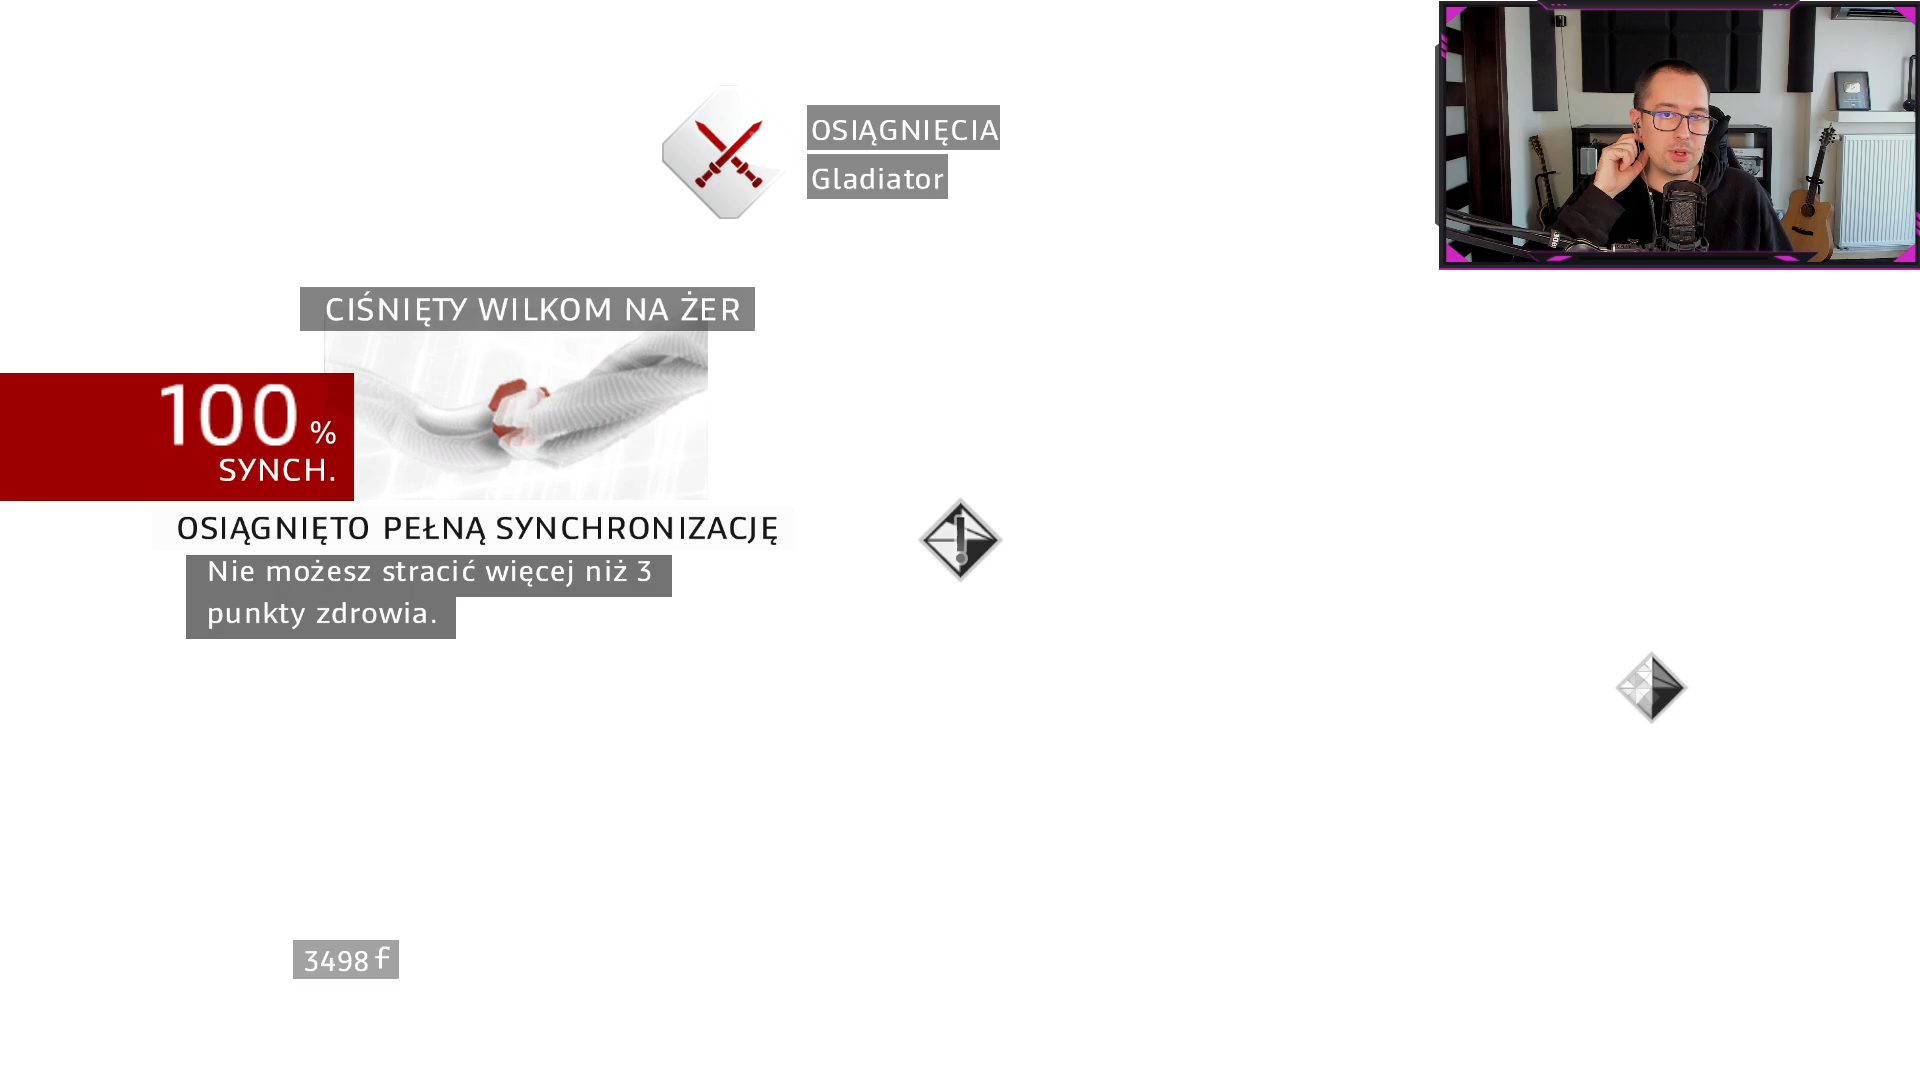 OSIĄGNIĘCIA
Gladiator
CIŚNIĘTY WILKOM NA ŻER
100 %
SYNCH.
OSIĄGNIĘTO PEŁNĄ SYNCHRONIZACJĘ
Nie możesz stracić więcej niż 3
punkty zdrowia.
3498 f